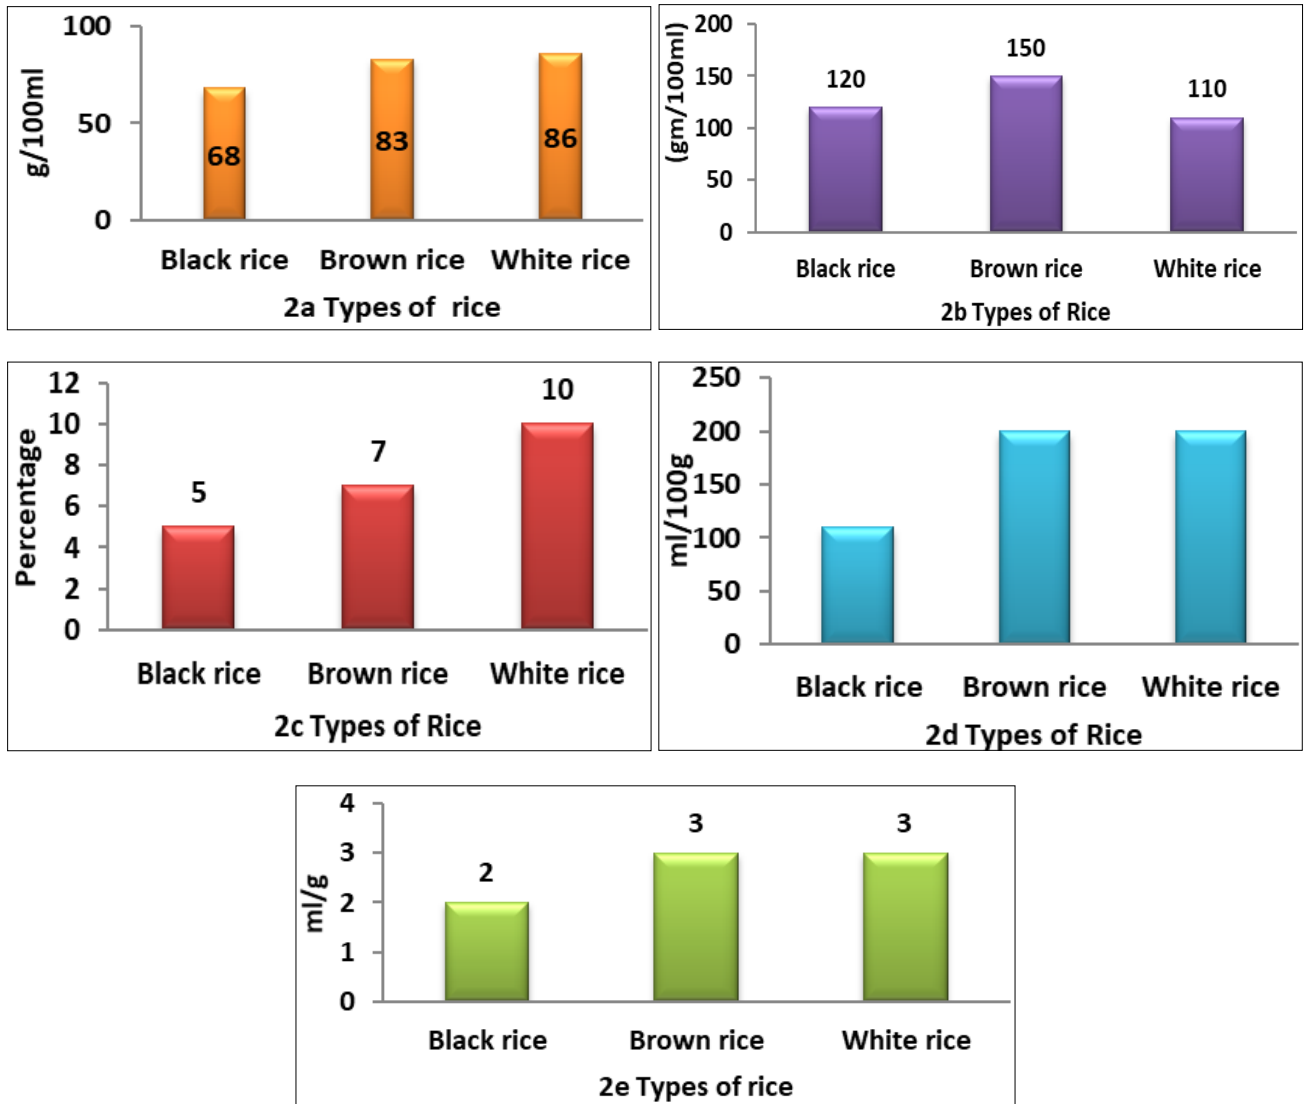 g/100ml
100
50
0
68
83
86
Black rice
Brown rice
White rice
2a Types of rice
(gm/100ml)
200
150
100
50
0
120
150
110
Black rice
Brown rice
White rice
2b Types of Rice
Percentage
12
10
8
6
4
2
0
5
7
10
Black rice
Brown rice
White rice
2c Types of Rice
ml/100g
250
200
150
100
50
0
Black rice
Brown rice
White rice
2d Types of Rice
ml/g
4
3
2
1
0
2
3
3
Black rice
Brown rice
White rice
2e Types of rice